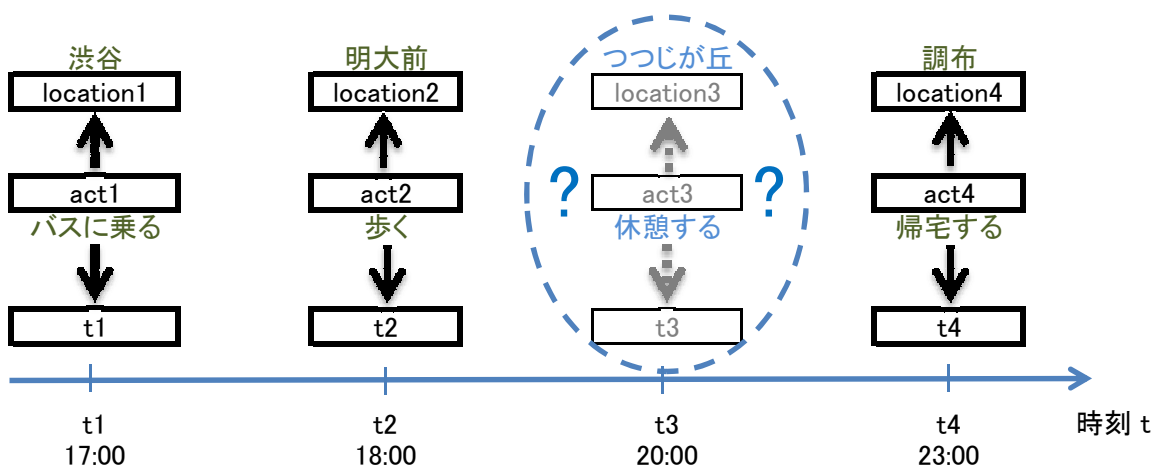 渋谷
明大前
つつじが丘
調布
location1
location2
location3
location4
act1
act2
? act3 ?
act4
バスに乗る
歩く
休憩する
帰宅する
t1
t2
t3
t4
t1
t2
t3
t4
時刻 t
17:00
18:00
20:00
23:00